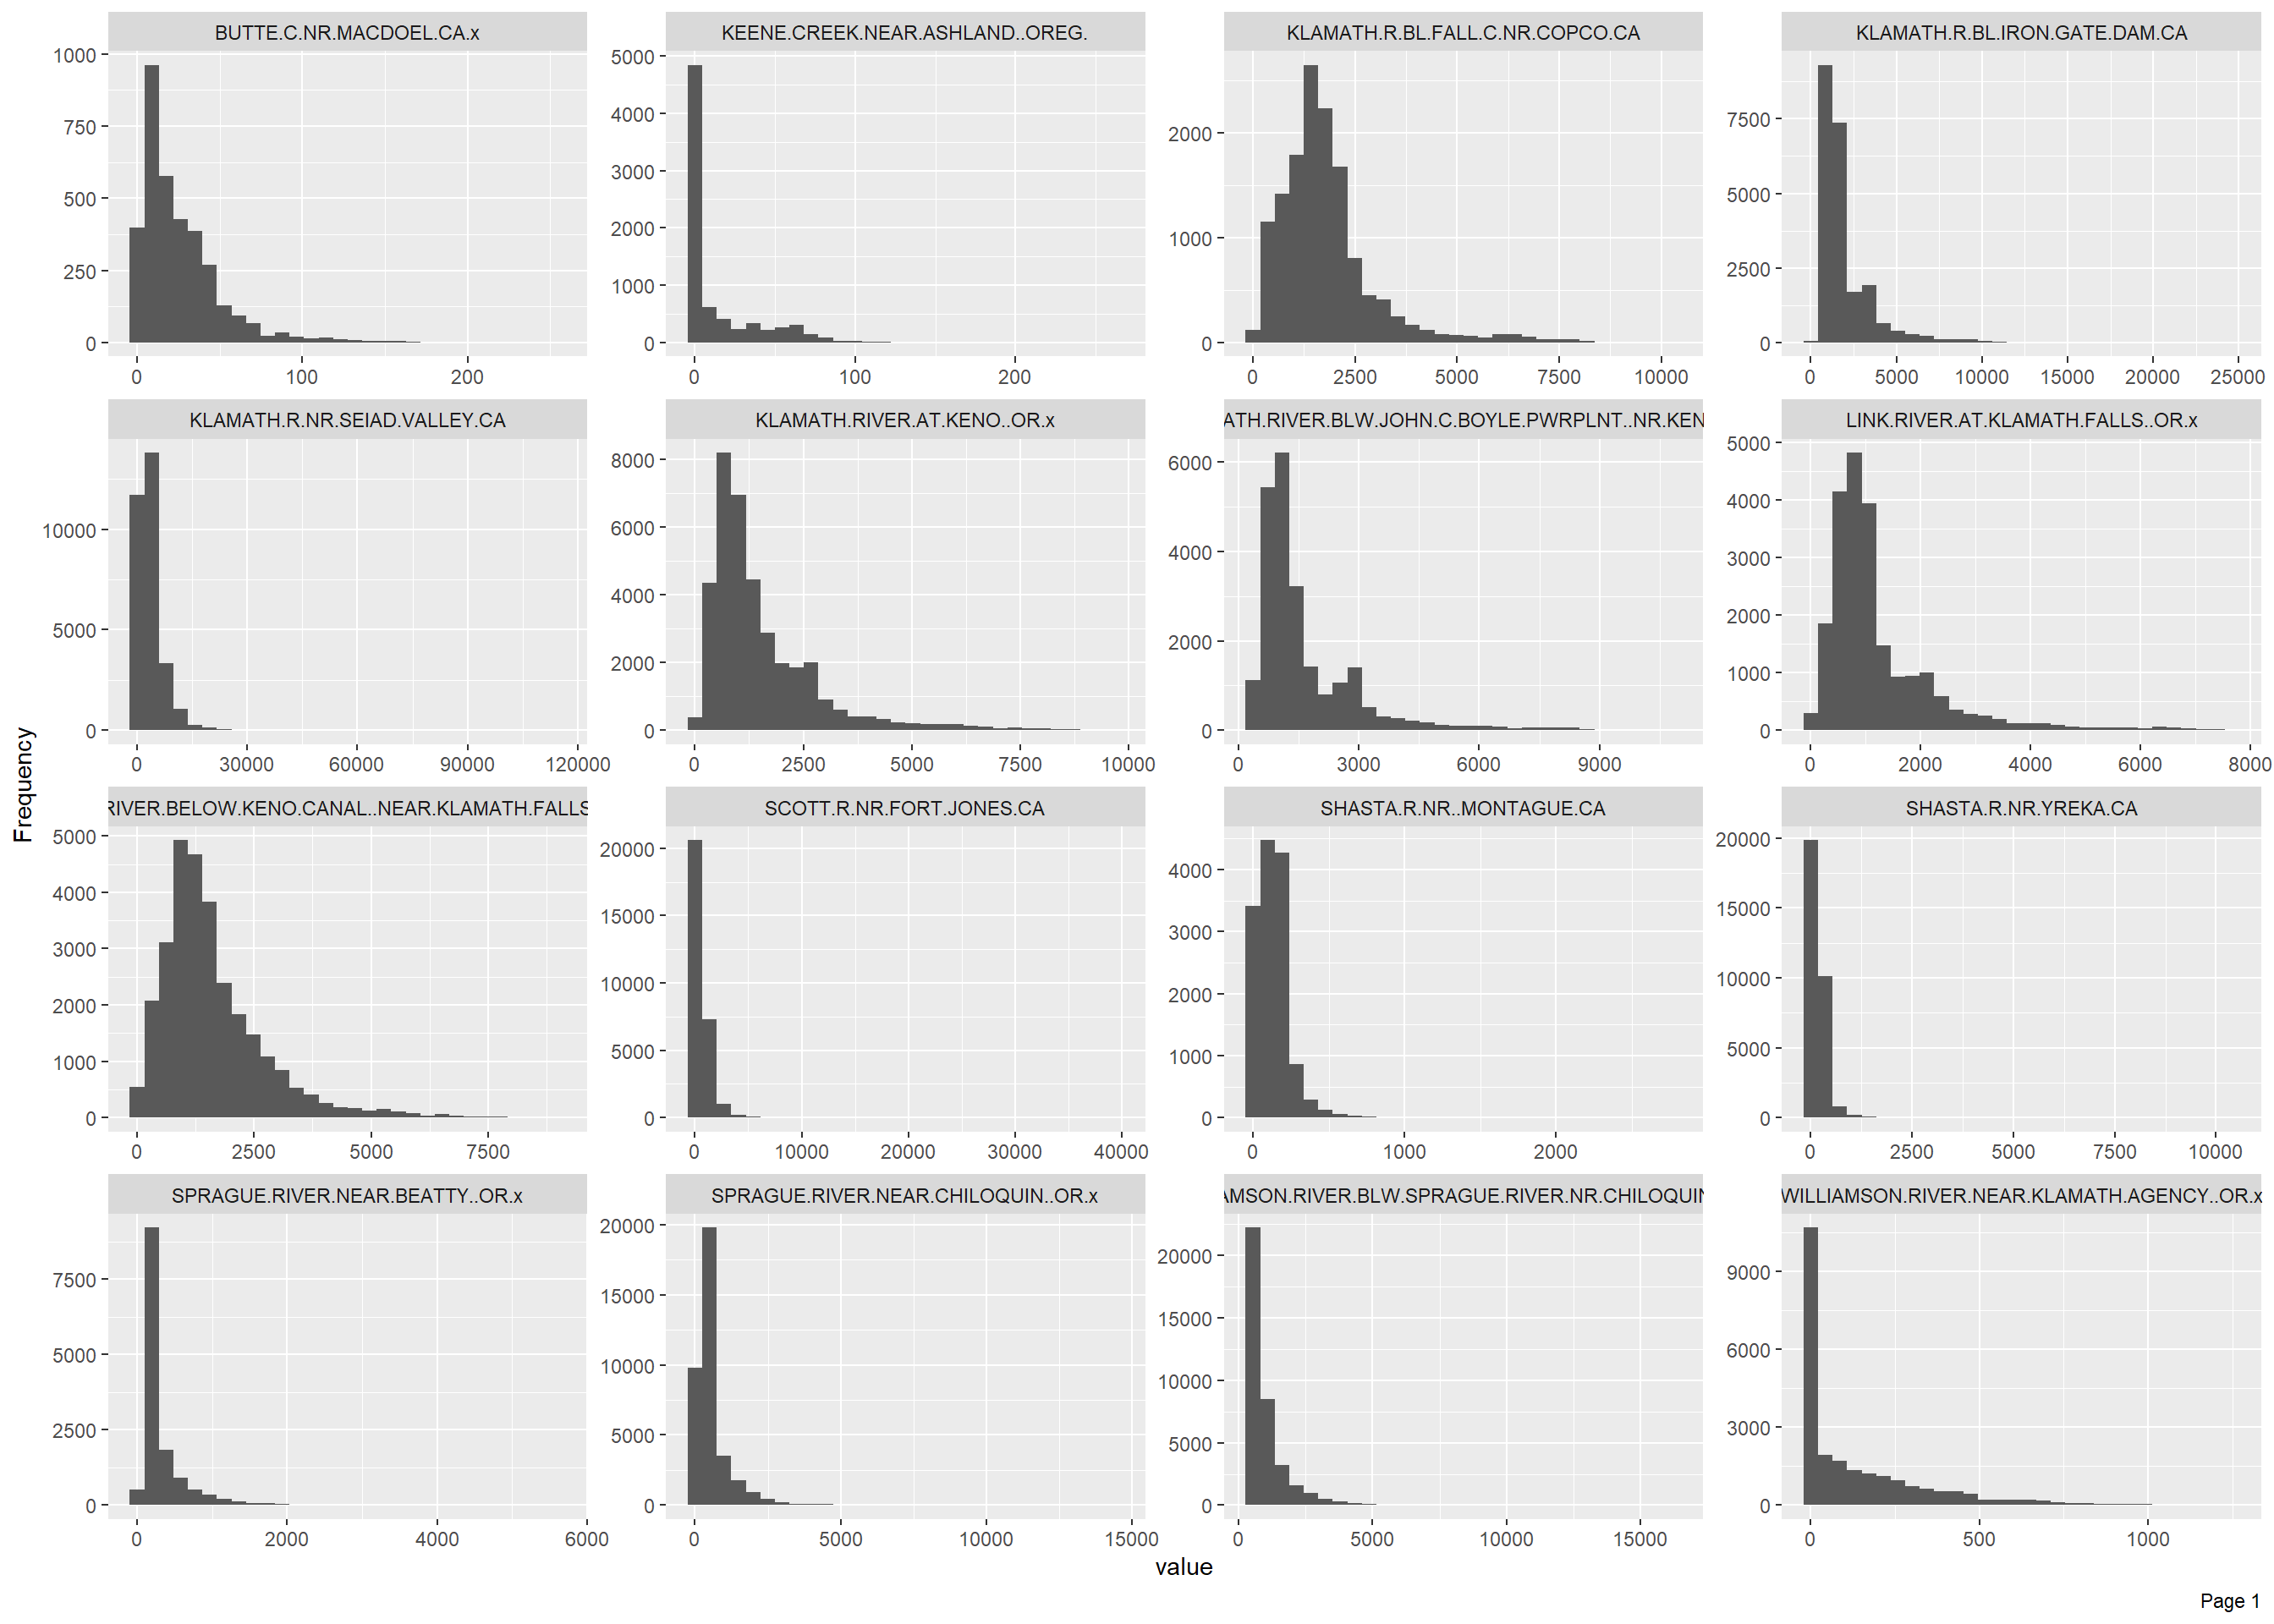 BUTTE.C.NR.MACDOEL.CA.x
KEENE.CREEK.NEAR.ASHLAND..OREG.
KLAMATH.R.BL.FALL.C.NR.COPCO.CA
KLAMATH.R.BL.IRON.GATE.DAM.CA
1000
750
500
250
0
0 100 200
5000
4000
3000
2000
1000
0
0 100 200
2000
1000
0
0 2500 5000 7500 10000
7500
5000
2500
0
0 5000 10000 15000 20000 25000
KLAMATH.R.NR.SEIAD.VALLEY.CA
KLAMATH.RIVER.AT.KENO..OR.x
ATH.RIVER.BLW.JOHN.C.BOYLE.PWRPLNT..NR.KEN
LINK.RIVER.AT.KLAMATH.FALLS..OR.x
10000
5000
0
0 30000 60000 90000 120000
8000
6000
4000
2000
0
0 2500 5000 7500 10000
6000
4000
2000
0
0 3000 6000 9000
5000
4000
3000
2000
1000
0
0 2000 4000 6000 8000
Frequency
RIVER.BELOW.KENO.CANAL..NEAR.KLAMATH.FALLS
SCOTT.R.NR.FORT.JONES.CA
SHASTA.R.NR..MONTAGUE.CA
SHASTA.R.NR.YREKA.CA
5000
4000
3000
2000
1000
0
0 2500 5000 7500
20000
15000
10000
5000
0
0 10000 20000 30000 40000
4000
3000
2000
1000
0
0 1000 2000
20000
15000
10000
5000
0
0 2500 5000 7500 10000
SPRAGUE.RIVER.NEAR.BEATTY..OR.x
SPRAGUE.RIVER.NEAR.CHILOQUIN..OR.x
AMSON.RIVER.BLW.SPRAGUE.RIVER.NR.CHILOQUIN
WILLIAMSON.RIVER.NEAR.KLAMATH.AGENCY..OR.x
7500
5000
2500
0
0 2000 4000 6000
20000
15000
10000
5000
0
0 5000 10000 15000
20000
15000
10000
5000
0
0 5000 10000 15000
9000
6000
3000
0
0 500 1000
value
Page 1